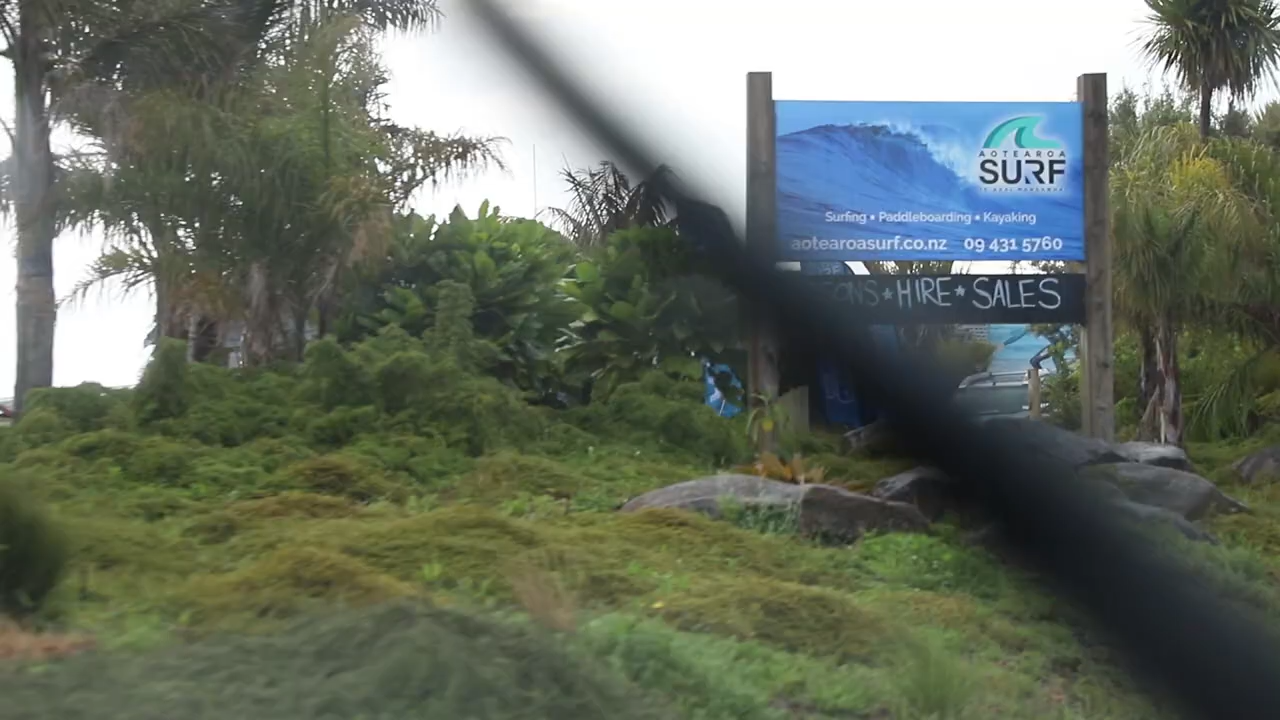 AOTEAROA
SURF
Surfing • Paddleboarding • Kayaking
aotearoasurf.co.nz 09 431 5760
HIRE * SALES